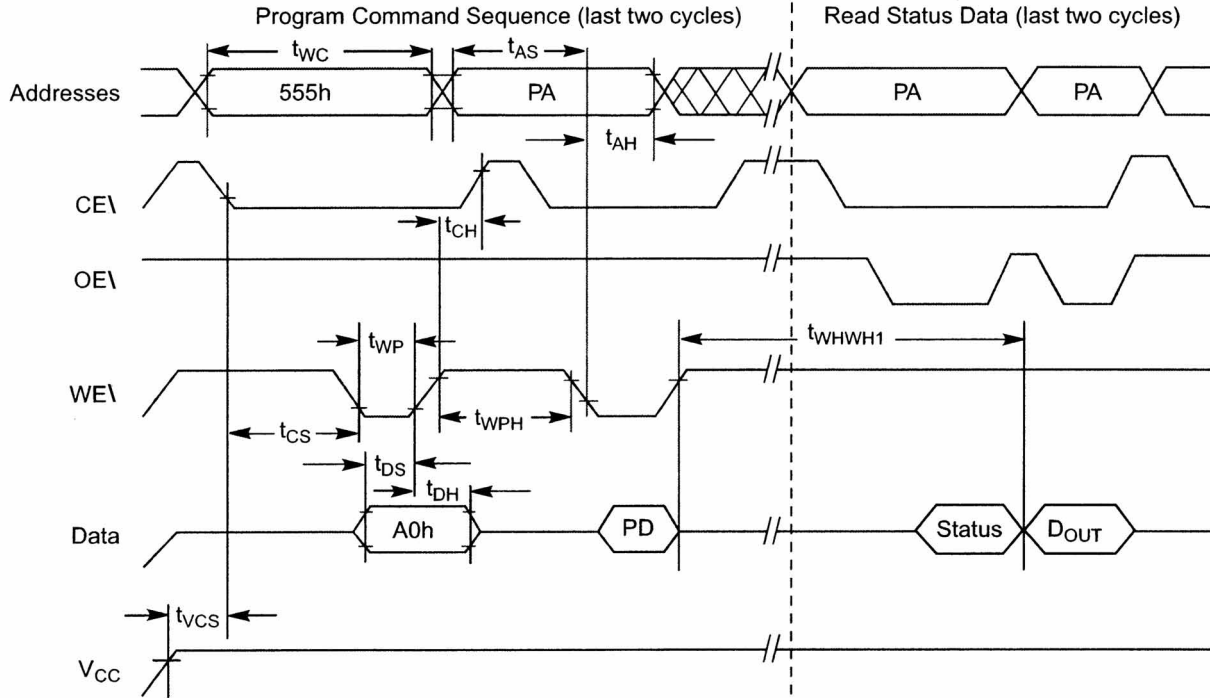 Program Command Sequence (last two cycles) Read Status Data (last two cycles)
tWC tAS
Addresses 555h PA PA PA
tAH
CE\
tCH
OE\
tWP tWHWH1
WE\
tCS tWPH
tDS
tDH
Data A0h PD Status DOUT
tVCS
VCC